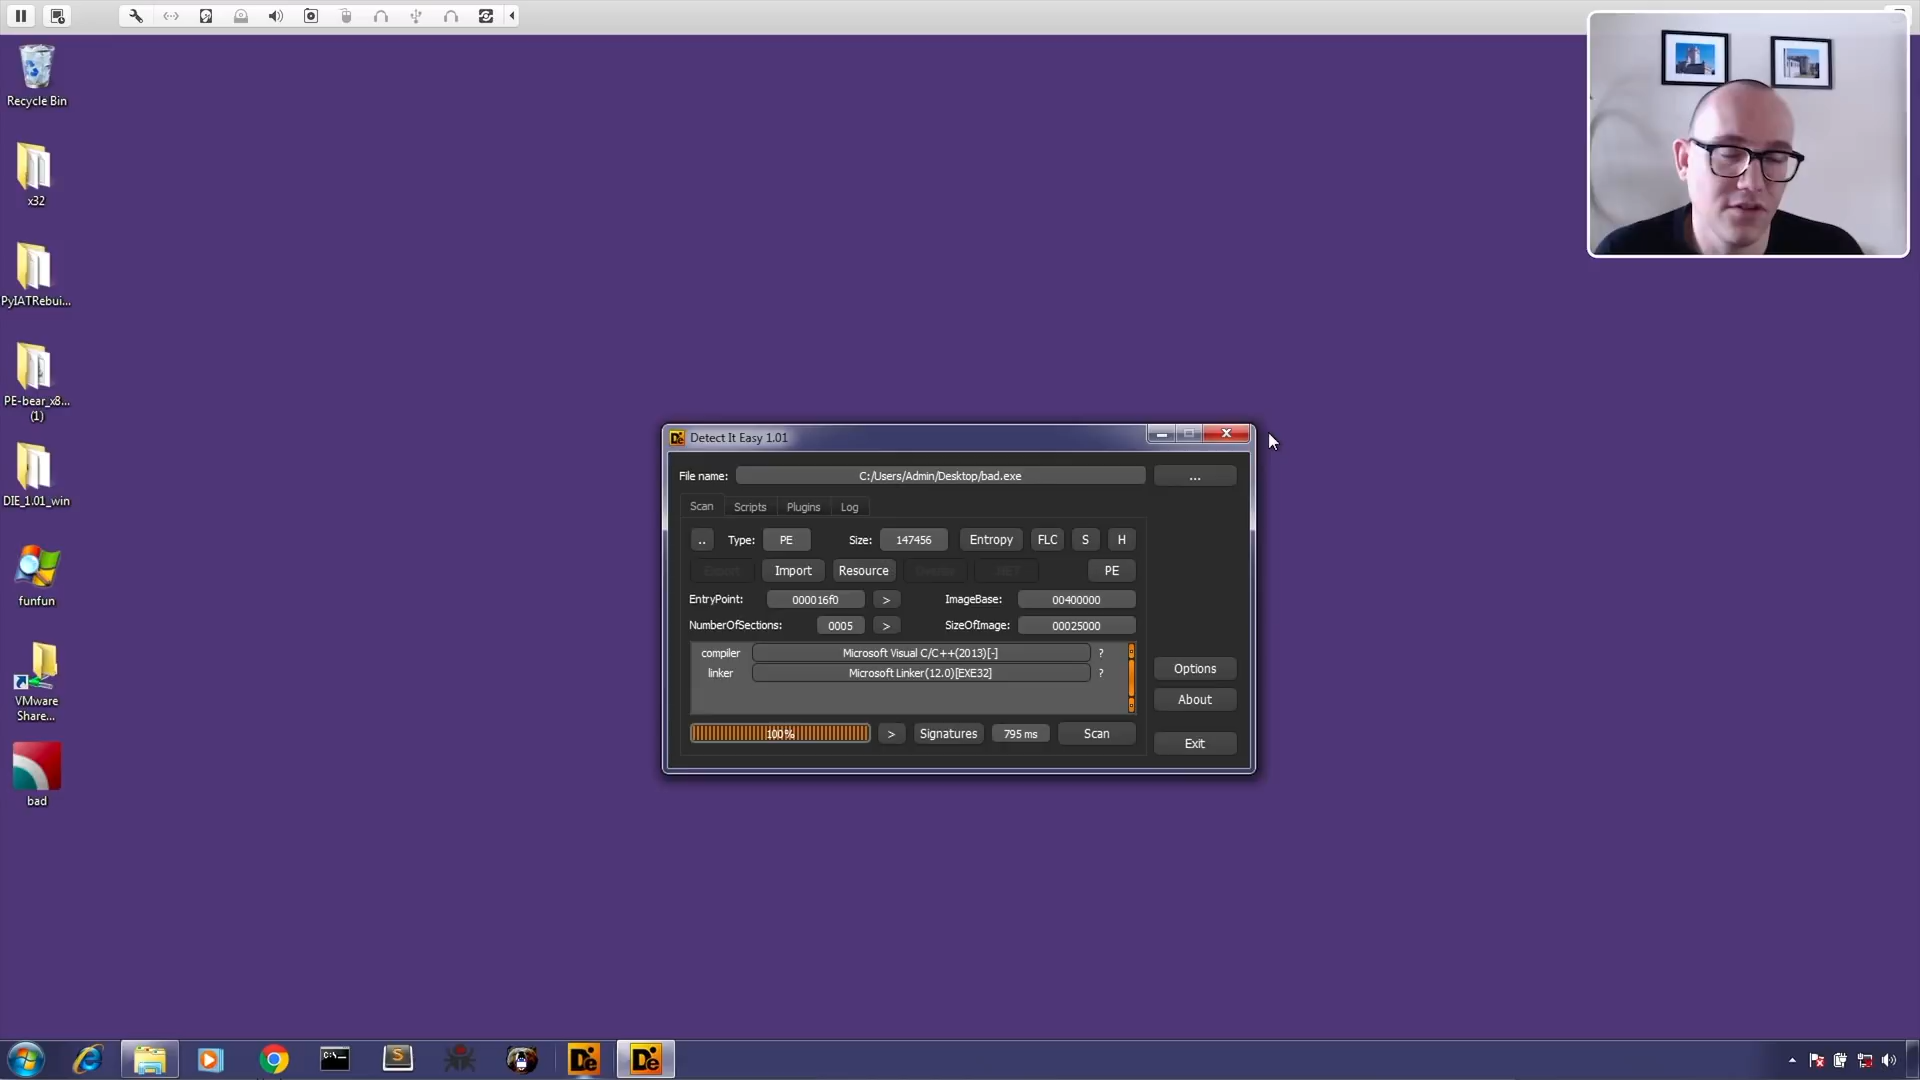 Recycle Bin
x32
PyIATRebui...
PE-bear_x8...
(1)
DIE_1.01_win
funfun
VMware
Share...
bad
Detect It Easy 1.01
File name: C:/Users/Admin/Desktop/bad.exe ...
Scan Scripts Plugins Log
.. Type: PE Size: 147456 Entropy FLC S H
Export Import Resource Overlay .NET PE
EntryPoint: 000016f0 > ImageBase: 00400000
NumberOfSections: 0005 > SizeOfImage: 00025000
compiler Microsoft Visual C/C++(2013)[-] ?
linker Microsoft Linker(12.0)[EXE32] ?
Options
About
100% > Signatures 795 ms Scan
Exit